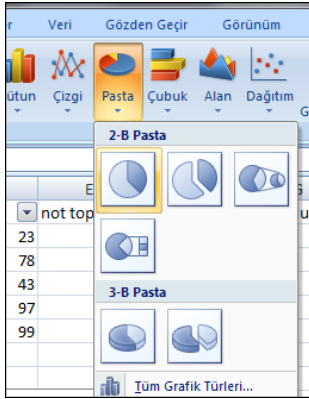 r Veri Gözden Geçir Görünüm
ütun Çizgi Pasta Çubuk Alan Dağıtım
G
2-B Pasta
E
not top
u
23
78
43
97
99
3-B Pasta
Tüm Grafik Türleri...